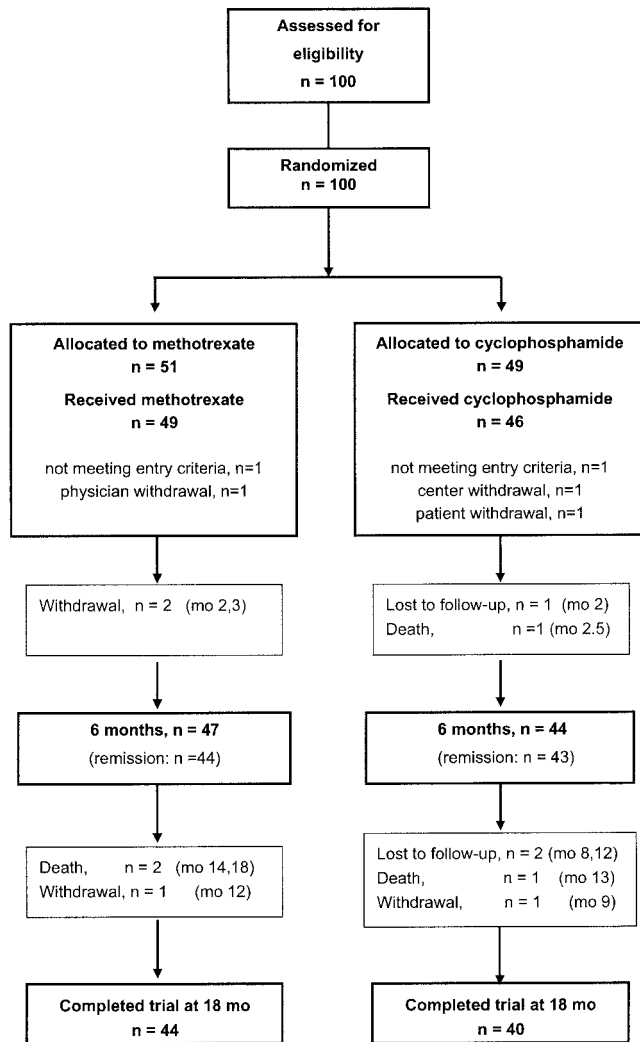 Assessed for
eligibility
n = 100
Randomized
n = 100
Allocated to methotrexate
n = 51
Received methotrexate
n = 49
not meeting entry criteria, n=1
physician withdrawal, n=1
Allocated to cyclophosphamide
n = 49
Received cyclophosphamide
n = 46
not meeting entry criteria, n=1
center withdrawal, n=1
patient withdrawal, n=1
Withdrawal, n = 2 (mo 2,3)
Lost to follow-up, n = 1 (mo 2)
Death, n =1 (mo 2.5)
6 months, n = 47
(remission: n =44)
6 months, n = 44
(remission: n = 43)
Death, n = 2 (mo 14,18)
Withdrawal, n = 1 (mo 12)
Lost to follow-up, n = 2 (mo 8,12)
Death, n = 1 (mo 13)
Withdrawal, n = 1 (mo 9)
Completed trial at 18 mo
n = 44
Completed trial at 18 mo
n = 40